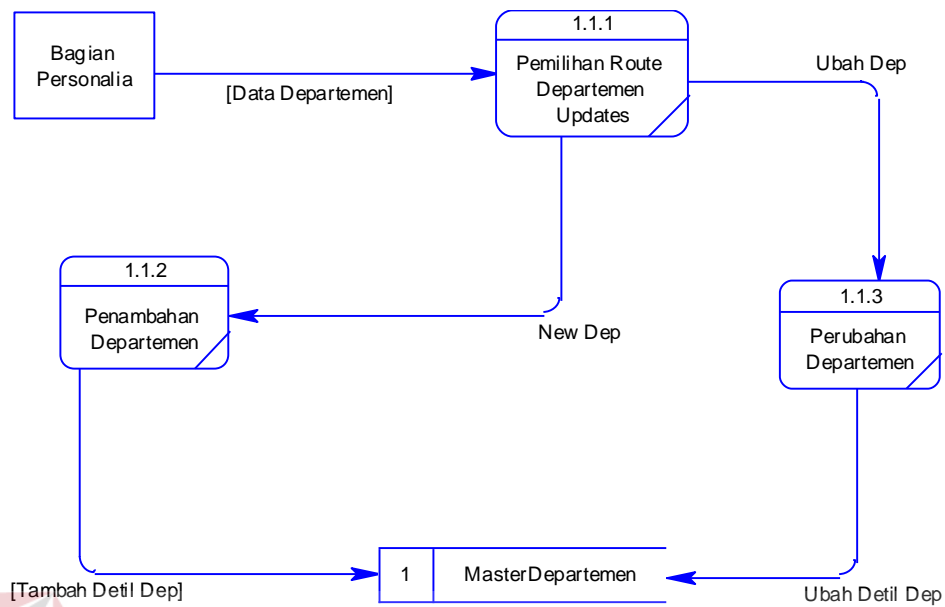 1.1.1
Bagian
Personalia
[Data Departemen]
Pemilihan Route
Departemen
Updates
Ubah Dep
1.1.2
Penambahan
Departemen
New Dep
1.1.3
Perubahan
Departemen
[Tambah Detil Dep]
1
MasterDepartemen
Ubah Detil Dep